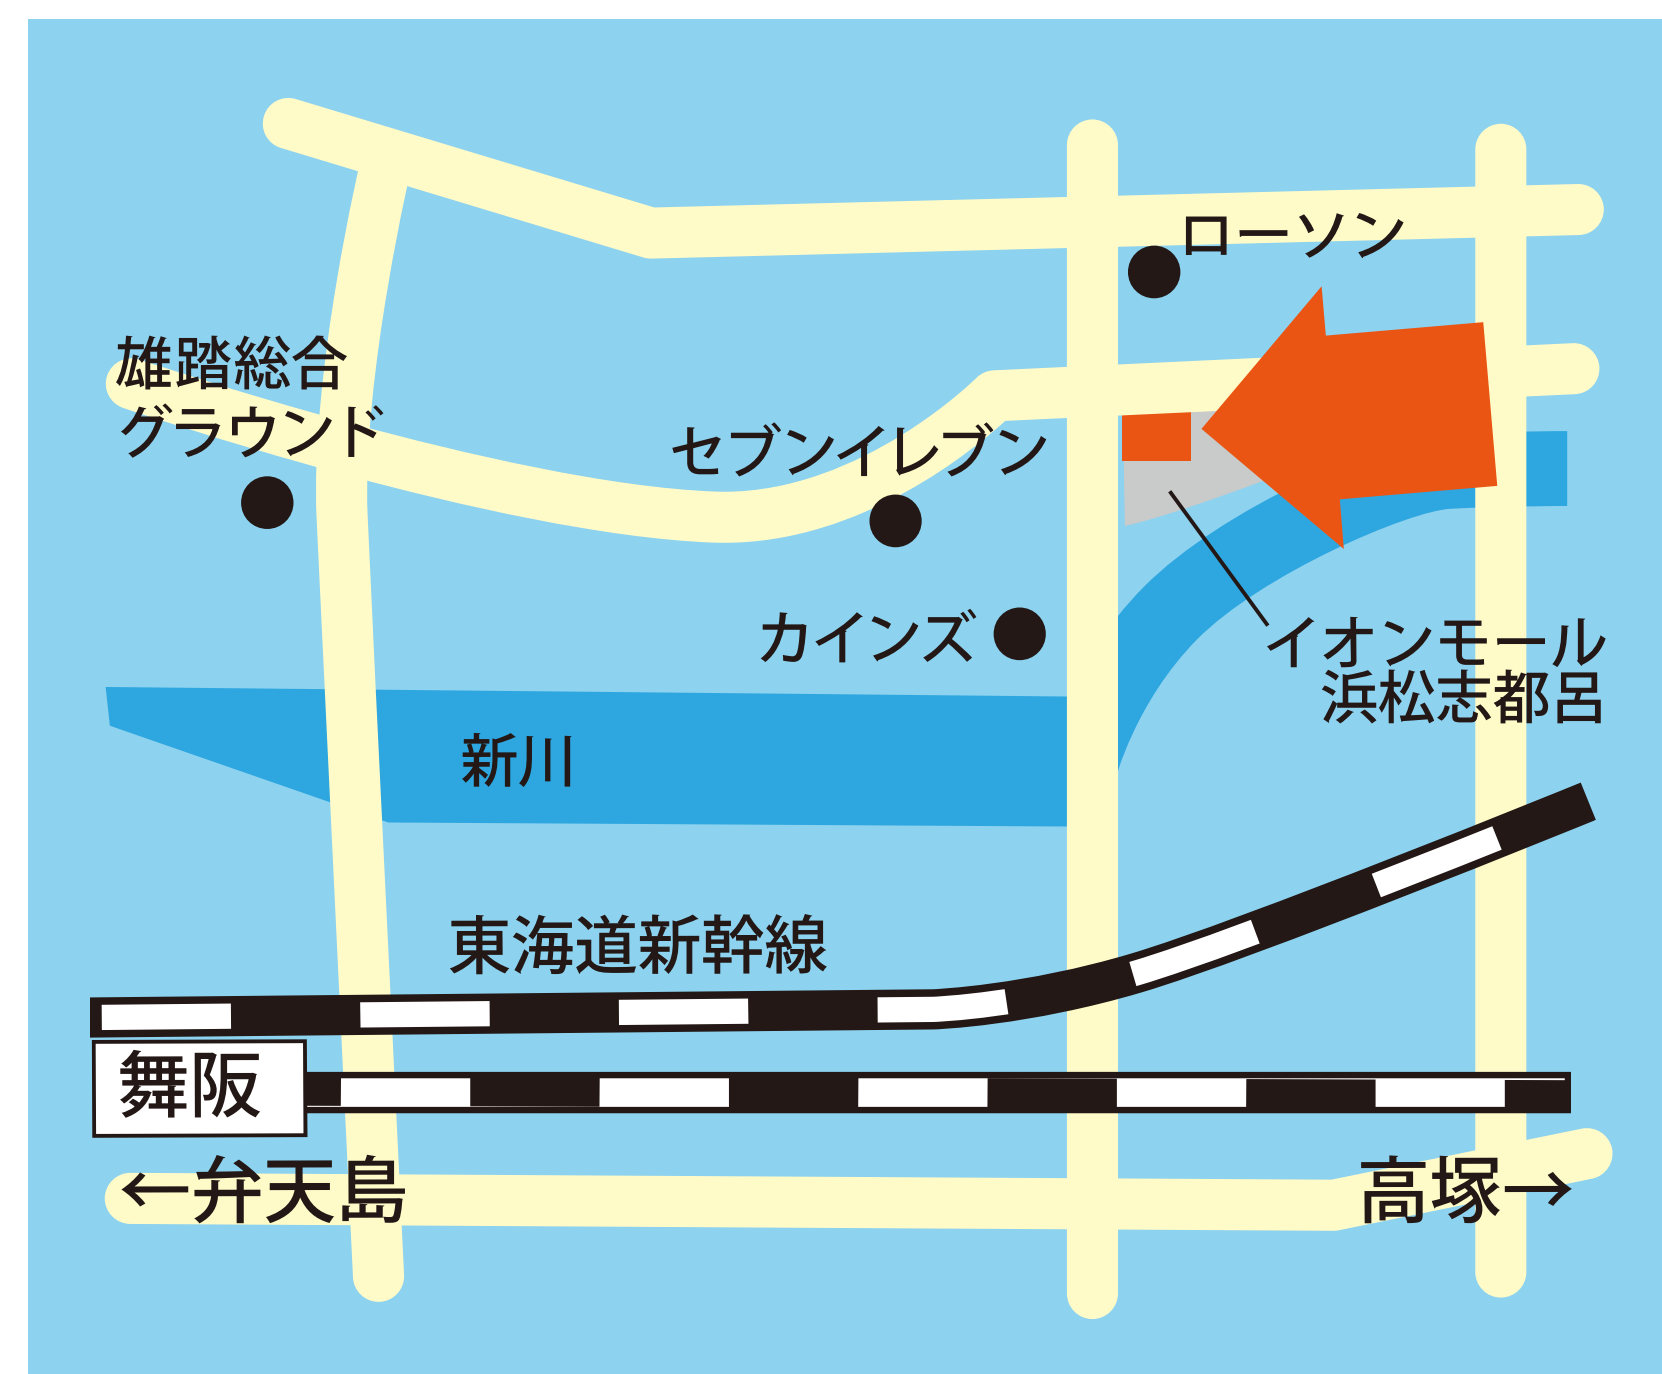 ローソン
雄踏総合
グラウンド
セブンイレブン
カインズ
イオンモール
浜松志都呂
新川
東海道新幹線
舞阪
←弁天島
高塚→